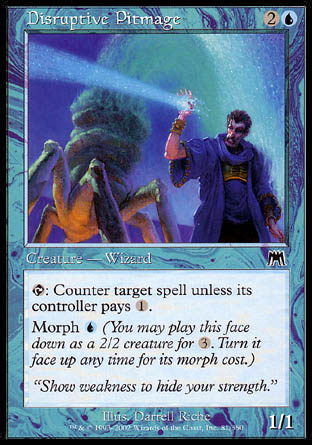 Disruptive Pitmage 2
Creature — Wizard
: Counter target spell unless its
controller pays 1.
Morph (You may play this face
down as a 2/2 creature for 3. Turn it
face up any time for its morph cost.)
"Show weakness to hide your strength."
Illus. Darrell Riche
™ & © 1993-2002 Wizards of the Coast, Inc. 81/350
1/1